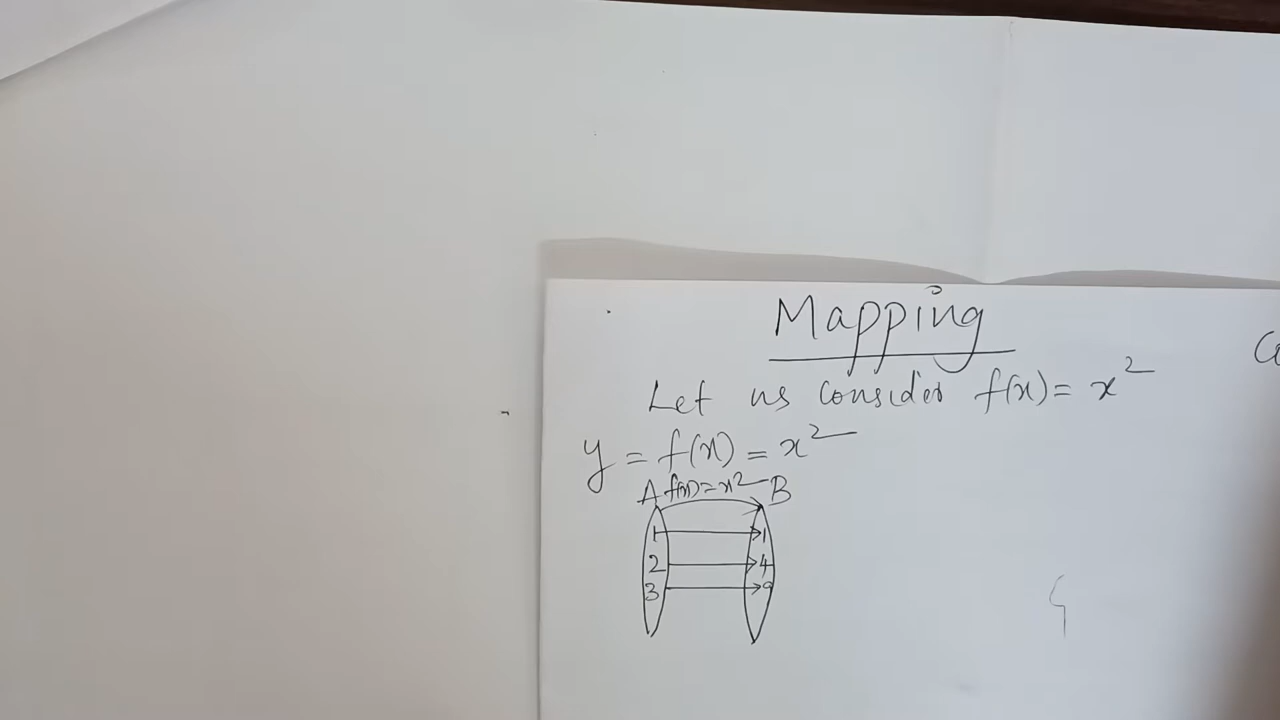 Mapping
Let us consider f(x) = x²
y = f(x) = x²
A f(x)=x² B
1 1
2 4
3 9